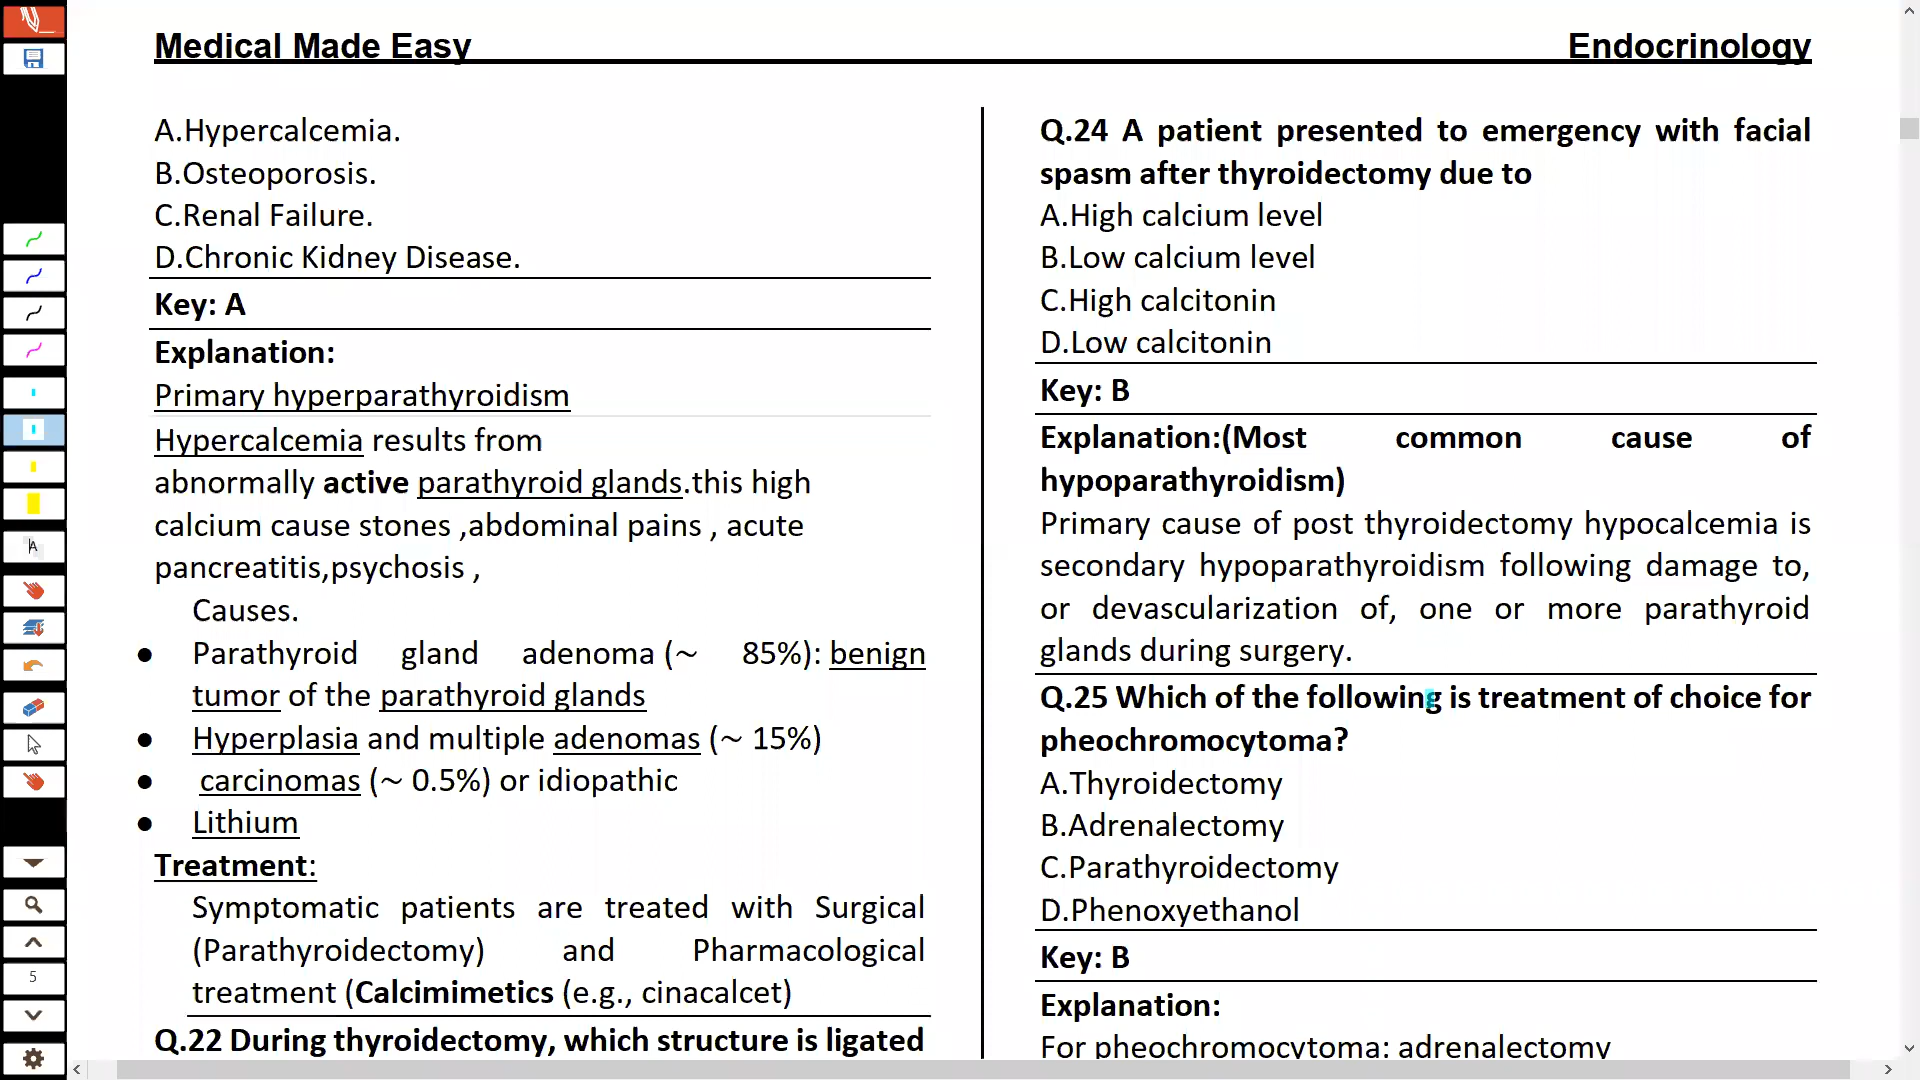 Medical Made Easy
Endocrinology
A.Hypercalcemia.
B.Osteoporosis.
C.Renal Failure.
D.Chronic Kidney Disease.
Key: A
Explanation:
Primary hyperparathyroidism
Hypercalcemia results from
abnormally active parathyroid glands.this high
calcium cause stones ,abdominal pains , acute
pancreatitis,psychosis ,
Causes.
● Parathyroid gland adenoma (~ 85%): benign
tumor of the parathyroid glands
● Hyperplasia and multiple adenomas (~ 15%)
● carcinomas (~ 0.5%) or idiopathic
● Lithium
Treatment:
Symptomatic patients are treated with Surgical
(Parathyroidectomy) and Pharmacological
treatment (Calcimimetics (e.g., cinacalcet)
Q.22 During thyroidectomy, which structure is ligated
Q.24 A patient presented to emergency with facial
spasm after thyroidectomy due to
A.High calcium level
B.Low calcium level
C.High calcitonin
D.Low calcitonin
Key: B
Explanation:(Most common cause of
hypoparathyroidism)
Primary cause of post thyroidectomy hypocalcemia is
secondary hypoparathyroidism following damage to,
or devascularization of, one or more parathyroid
glands during surgery.
Q.25 Which of the following is treatment of choice for
pheochromocytoma?
A.Thyroidectomy
B.Adrenalectomy
C.Parathyroidectomy
D.Phenoxyethanol
Key: B
Explanation:
For pheochromocytoma: adrenalectomy
A
5